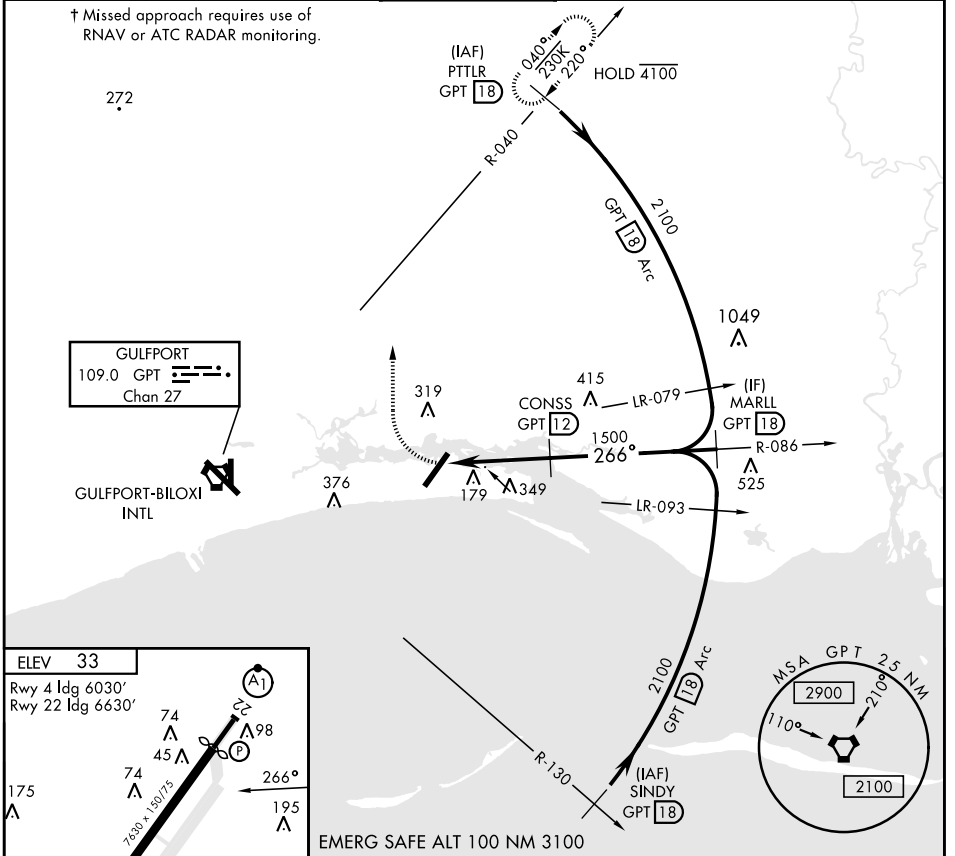 † Missed approach requires use of
RNAV or ATC RADAR monitoring.
272
(IAF)
PTTLR
GPT 18
040°
230K
220°
HOLD 4100
R-040
2100
GPT 18 Arc
1049
GULFPORT
109.0 GPT
Chan 27
319
415
LR-079
CONSS
GPT 12
(IF)
MARLL
GPT 18
1500
266°
R-086
525
376
179
349
LR-093
GULFPORT-BILOXI
INTL
2100
GPT 18 Arc
R-130
(IAF)
SINDY
GPT 18
MSA GPT 25 NM
2900
210°
110°
2100
ELEV 33
Rwy 4 ldg 6030'
Rwy 22 ldg 6630'
A1
22
74
98
45
P
74
266°
175
195
7630 x 150/75
EMERG SAFE ALT 100 NM 3100